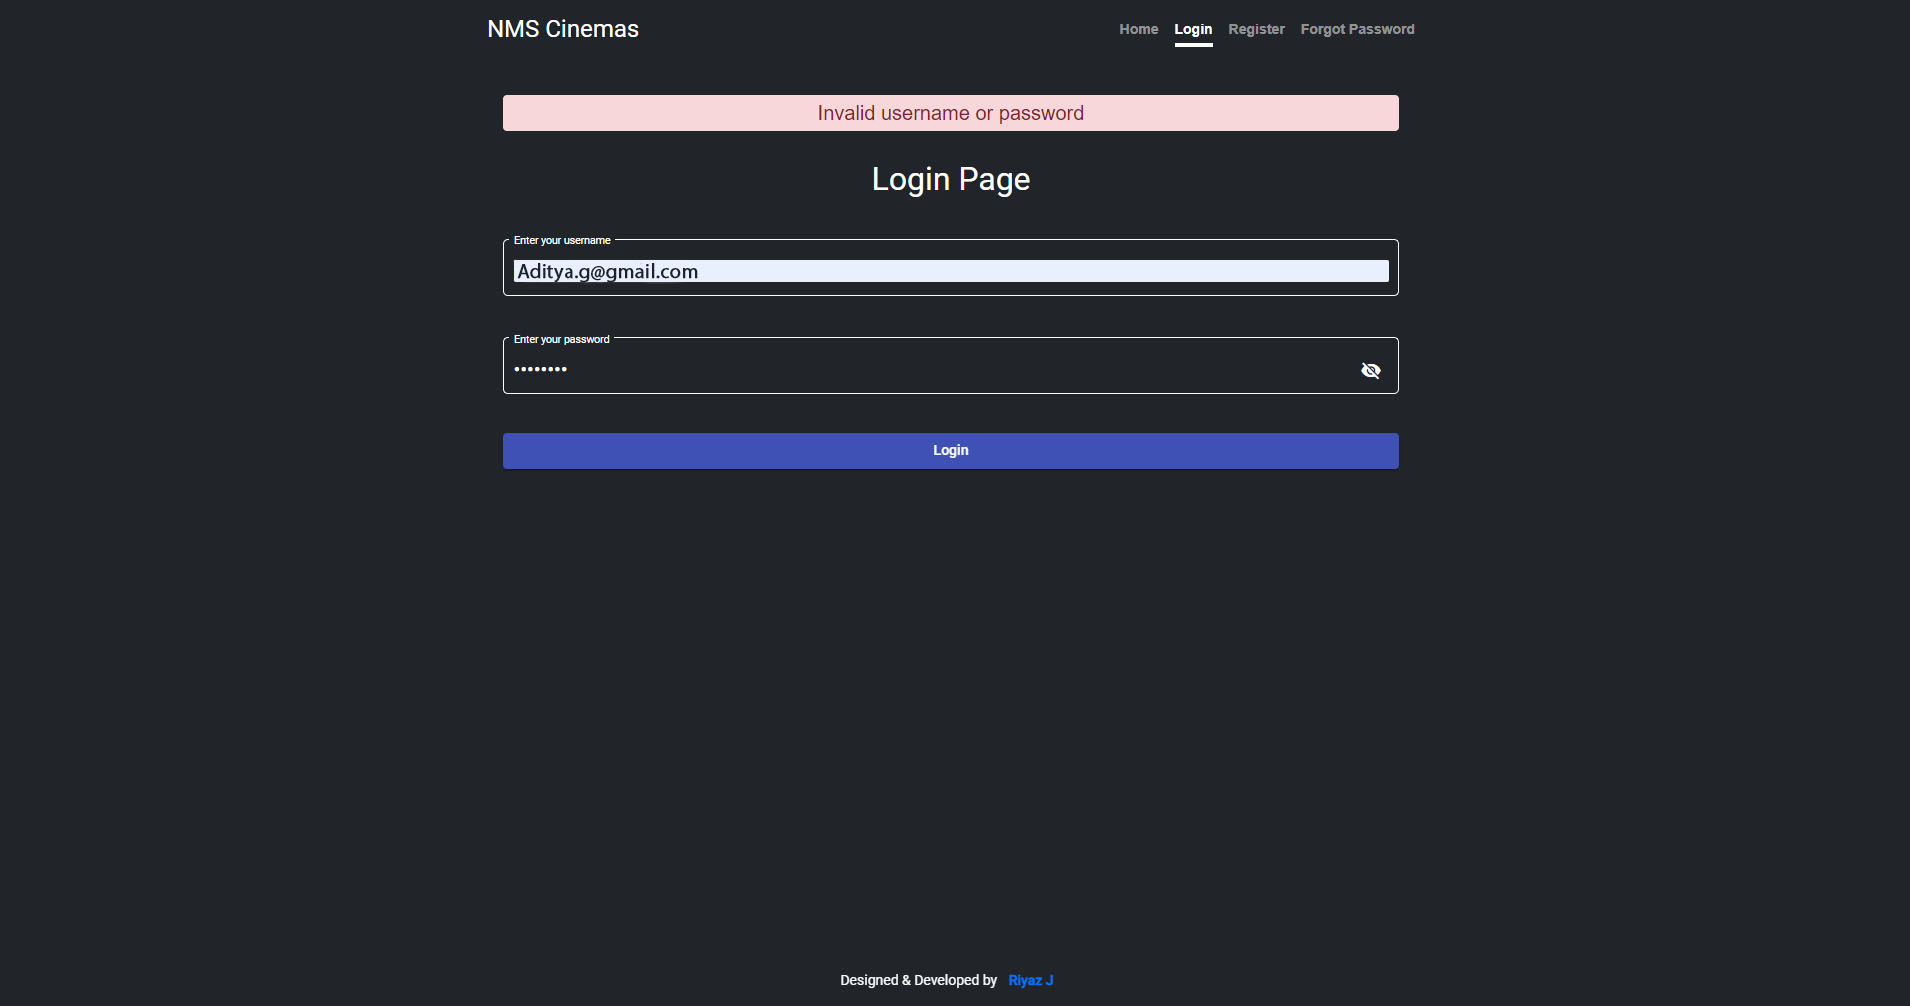 NMS Cinemas
Home Login Register Forgot Password
Invalid username or password
Login Page
Enter your username
Aditya.g@gmail.com
Enter your password
••••••••
Login
Designed & Developed by Riyaz J